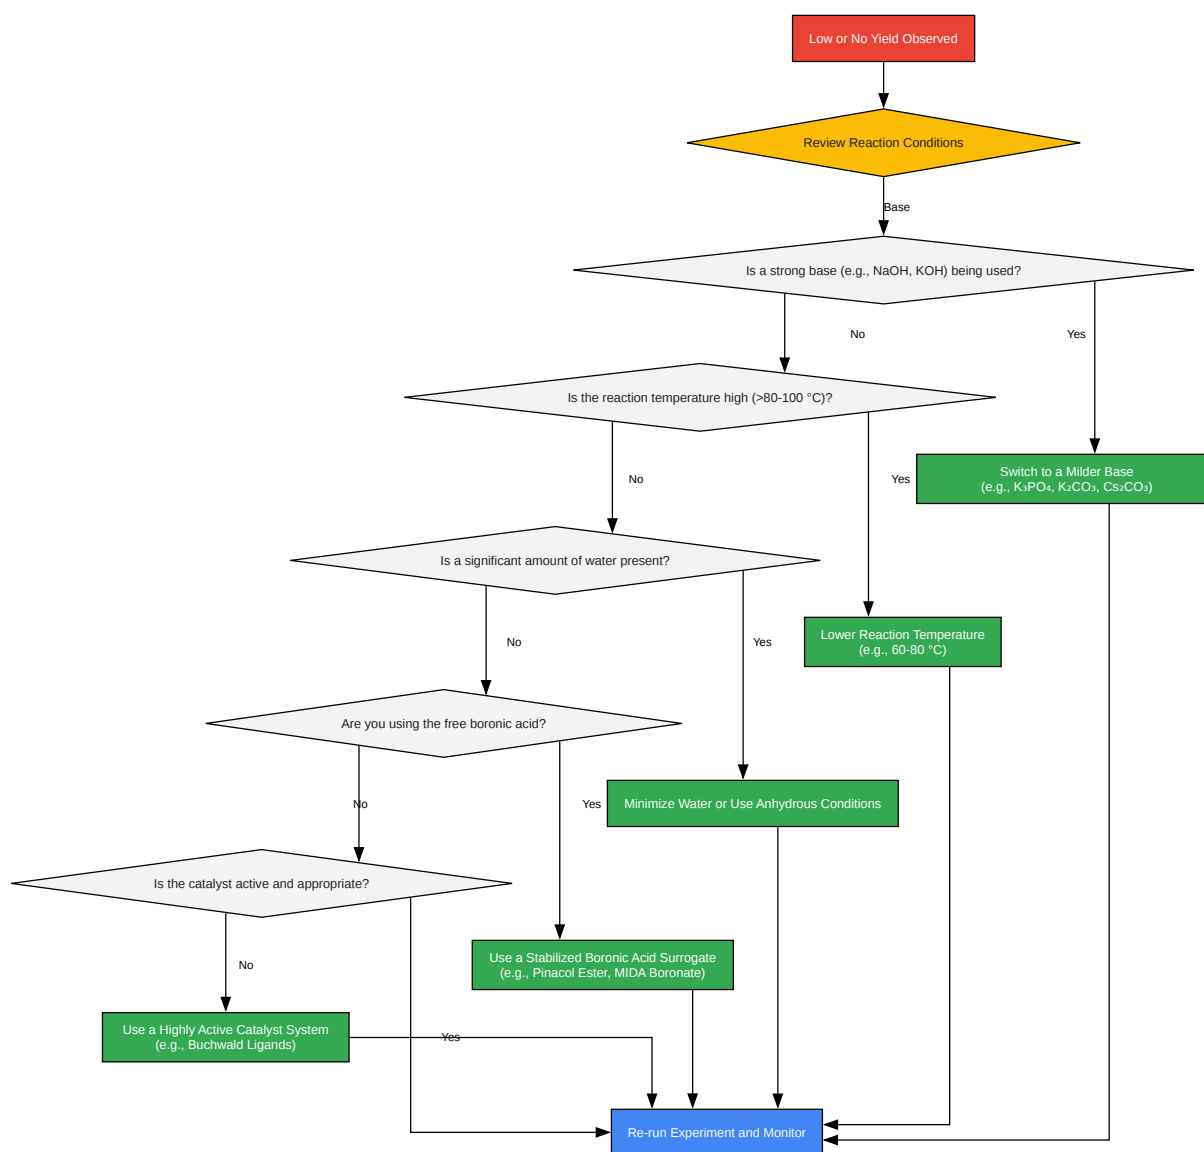 Low or No Yield Observed
Review Reaction Conditions
Base
Is a strong base (e.g., NaOH, KOH) being used?
No
Yes
Is the reaction temperature high (>80-100 °C)?
No
Yes
Switch to a Milder Base
(e.g., K₃PO₄, K₂CO₃, Cs₂CO₃)
Is a significant amount of water present?
No
Yes
Lower Reaction Temperature
(e.g., 60-80 °C)
Are you using the free boronic acid?
No
Yes
Minimize Water or Use Anhydrous Conditions
Is the catalyst active and appropriate?
No
Use a Stabilized Boronic Acid Surrogate
(e.g., Pinacol Ester, MIDA Boronate)
Use a Highly Active Catalyst System
(e.g., Buchwald Ligands)
Yes
Re-run Experiment and Monitor